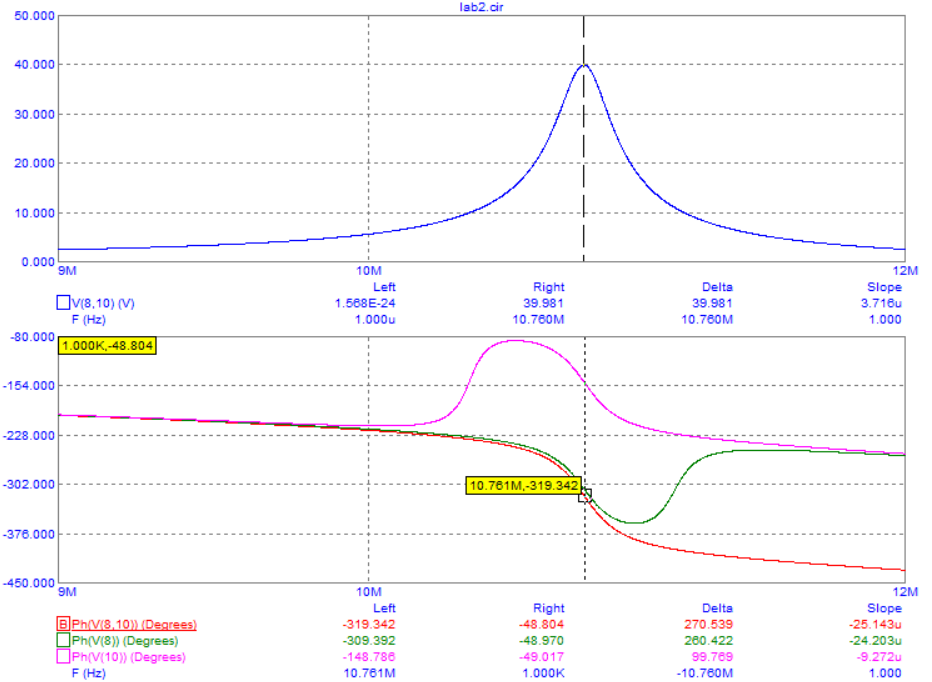 lab2.cir
50.000
40.000
30.000
20.000
10.000
0.000
9M 10M 12M
Left Right Delta Slope
V(8,10) (V) 1.568E-24 39.981 39.981 3.716u
F (Hz) 1.000u 10.760M 10.760M 1.000
-80.000
1.000K,-48.804
-154.000
-228.000
-302.000
10.761M,-319.342
-376.000
-450.000
9M 10M 12M
Left Right Delta Slope
B Ph(V(8,10)) (Degrees) -319.342 -48.804 270.539 -25.143u
Ph(V(8)) (Degrees) -309.392 -48.970 260.422 -24.203u
Ph(V(10)) (Degrees) -148.786 -49.017 99.769 -9.272u
F (Hz) 10.761M 1.000K -10.760M 1.000